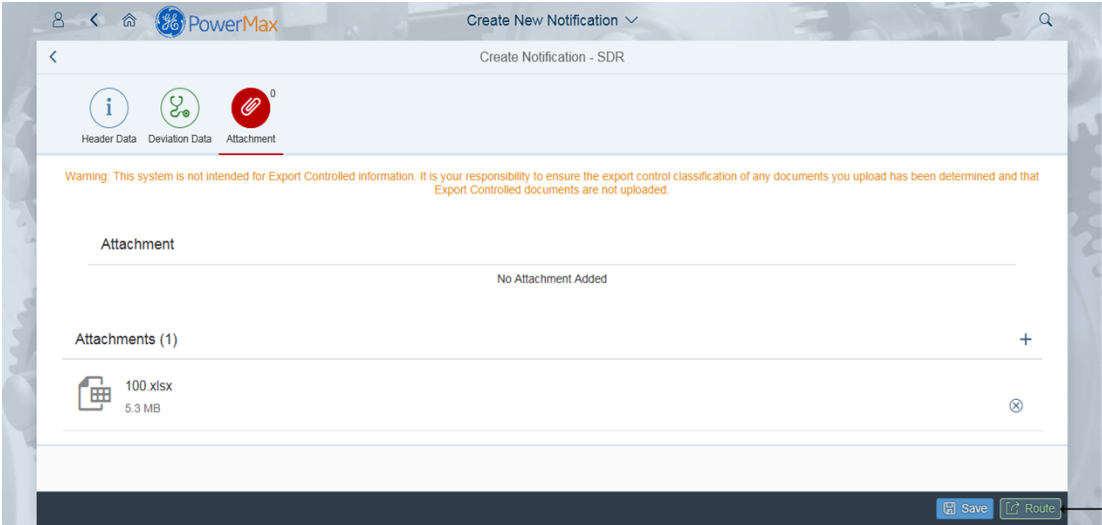 PowerMax
Create New Notification
Create Notification - SDR
0
Header Data Deviation Data Attachment
Warning: This system is not intended for Export Controlled information. It is your responsibility to ensure the export control classification of any documents you upload has been determined and that
Export Controlled documents are not uploaded.
Attachment
No Attachment Added
Attachments (1)
100.xlsx
5.3 MB
Save Route